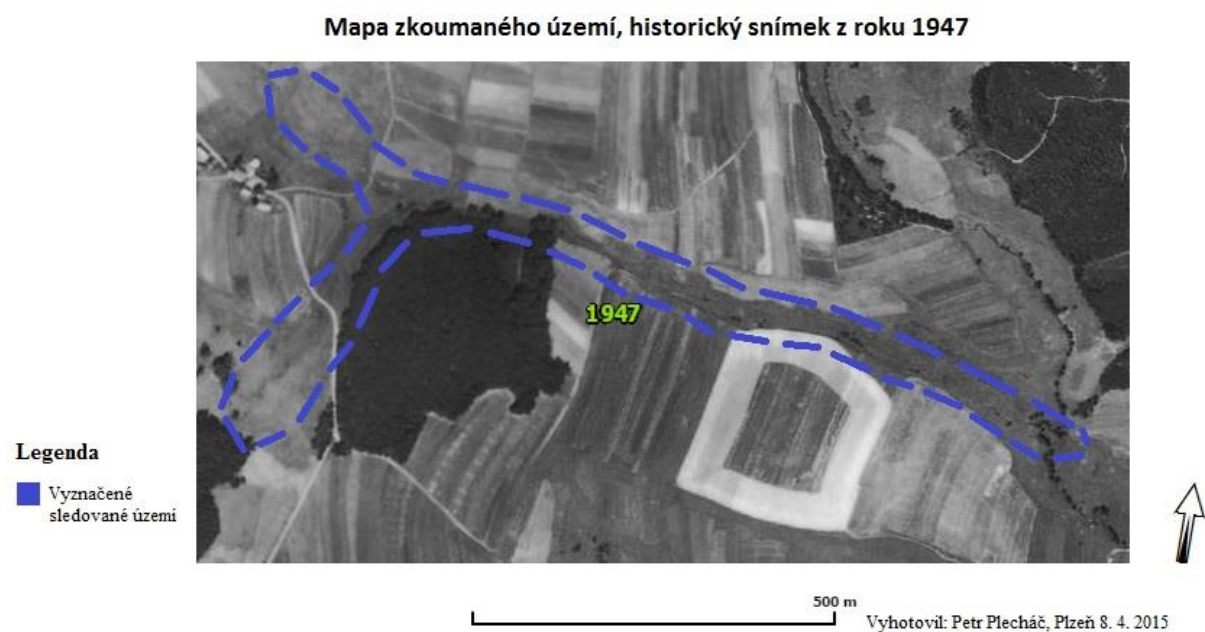 Mapa zkoumaného území, historický snímek z roku 1947
1947
Legenda
Vyznačené
sledované území
500 m
Vyhotovil: Petr Plecháč, Plzeň 8. 4. 2015